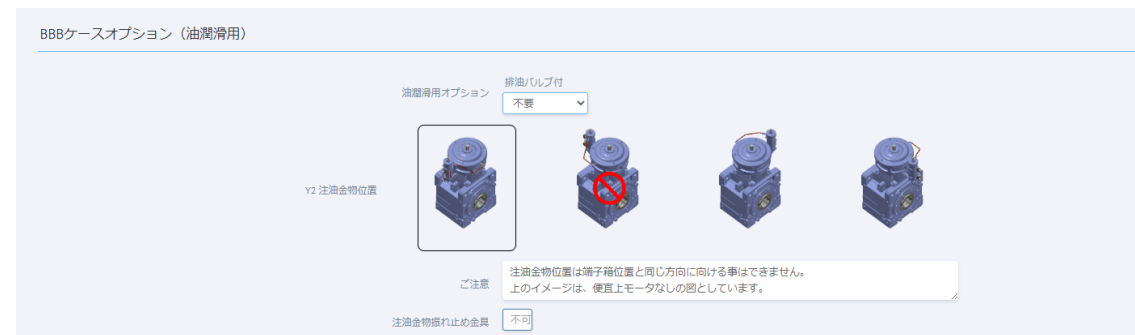 BBBケースオプション（油潤滑用）
排油バルブ付
油潤滑用オプション
不要
Y2 注油金物位置
ご注意
注油金物位置は端子箱位置と同じ方向に向ける事はできません。
上のイメージは、便宜上モータなしの図としています。
注油金物振れ止め金具
不可